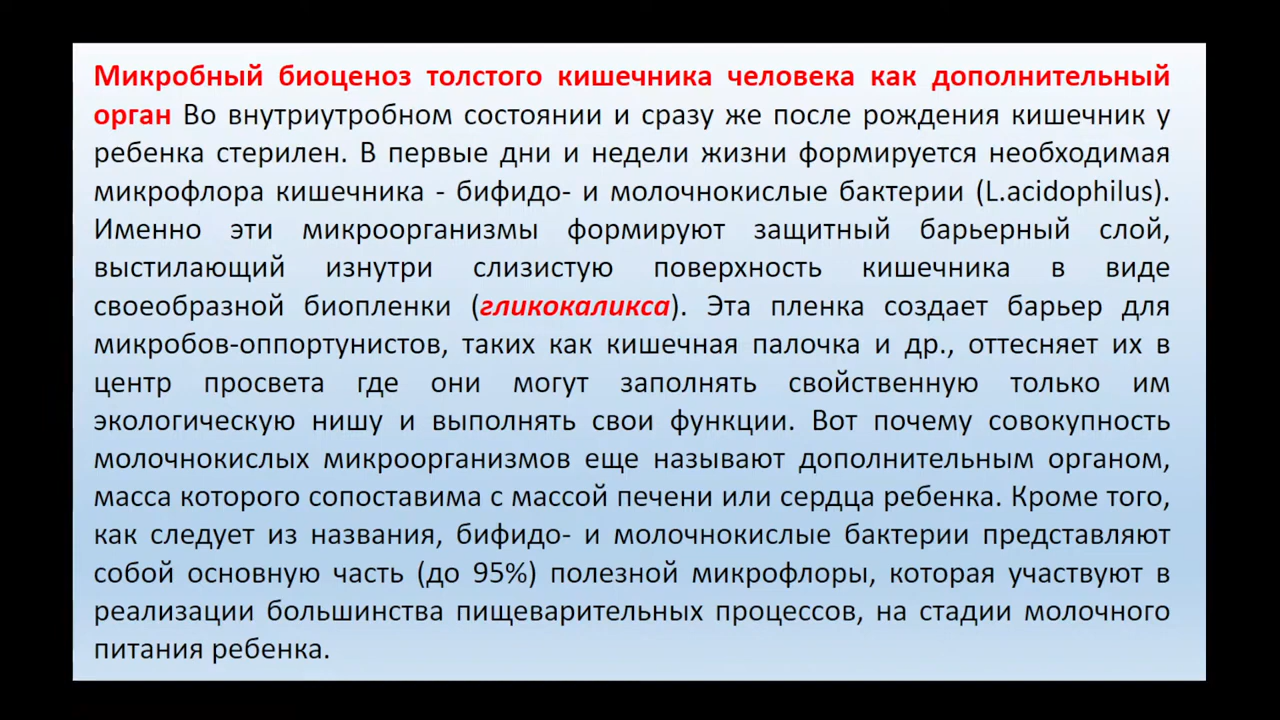 Микробный биоценоз толстого кишечника человека как дополнительный
орган Во внутриутробном состоянии и сразу же после рождения кишечник у
ребенка стерилен. В первые дни и недели жизни формируется необходимая
микрофлора кишечника - бифидо- и молочнокислые бактерии (L.acidophilus).
Именно эти микроорганизмы формируют защитный барьерный слой,
выстилающий изнутри слизистую поверхность кишечника в виде
своеобразной биопленки (гликокаликса). Эта пленка создает барьер для
микробов-оппортунистов, таких как кишечная палочка и др., оттесняет их в
центр просвета где они могут заполнять свойственную только им
экологическую нишу и выполнять свои функции. Вот почему совокупность
молочнокислых микроорганизмов еще называют дополнительным органом,
масса которого сопоставима с массой печени или сердца ребенка. Кроме того,
как следует из названия, бифидо- и молочнокислые бактерии представляют
собой основную часть (до 95%) полезной микрофлоры, которая участвуют в
реализации большинства пищеварительных процессов, на стадии молочного
питания ребенка.